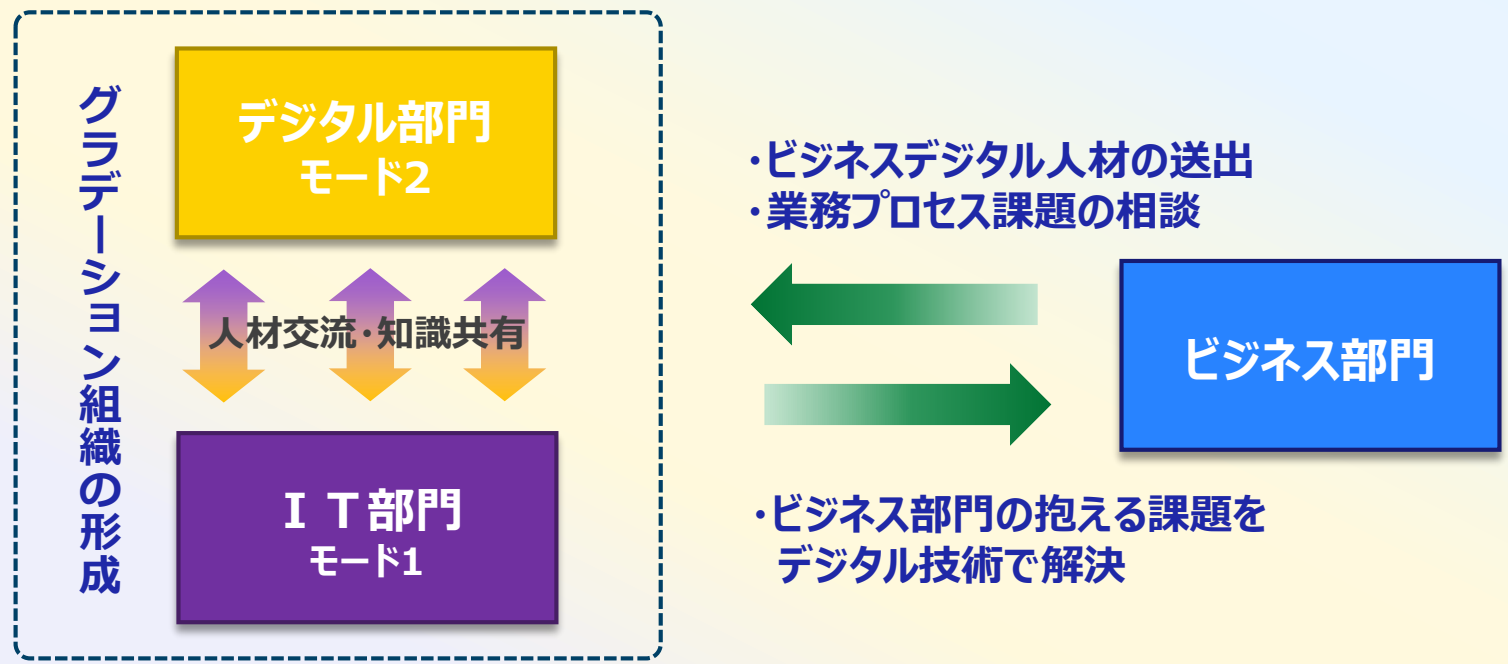 グラデーション組織の形成
デジタル部門
モード2
人材交流・知識共有
ＩＴ部門
モード1
・ビジネスデジタル人材の送出
・業務プロセス課題の相談
ビジネス部門
・ビジネス部門の抱える課題を
デジタル技術で解決